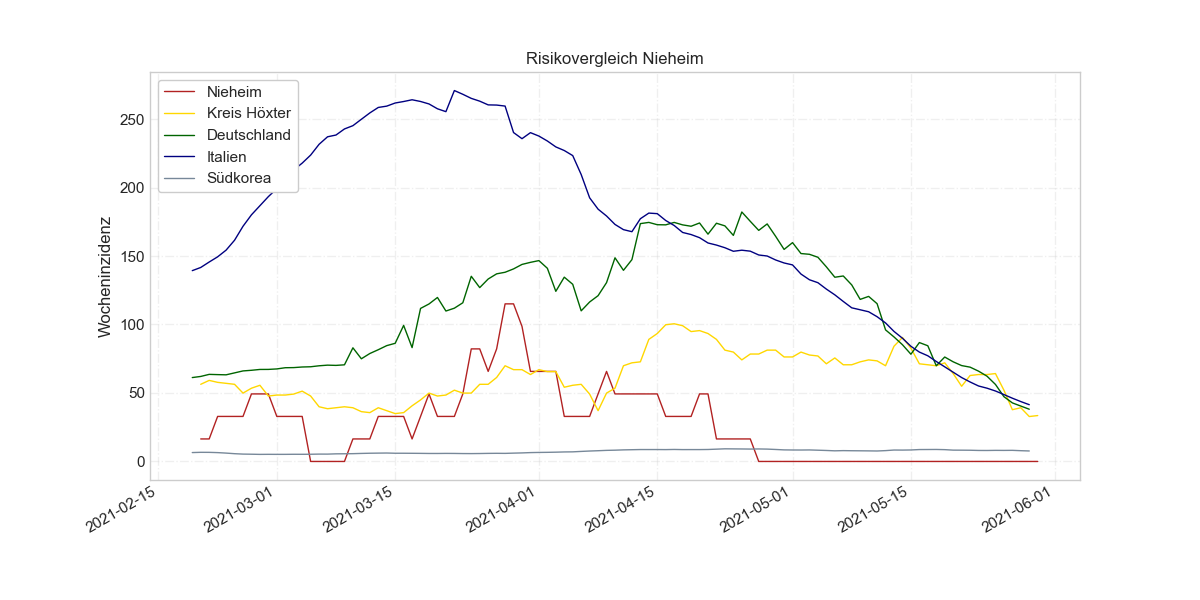 Risikovergleich Nieheim
Nieheim
Kreis Höxter
Deutschland
Italien
Südkorea
Wocheninzidenz
250
200
150
100
50
0
2021-02-15
2021-03-01
2021-03-15
2021-04-01
2021-04-15
2021-05-01
2021-05-15
2021-06-01